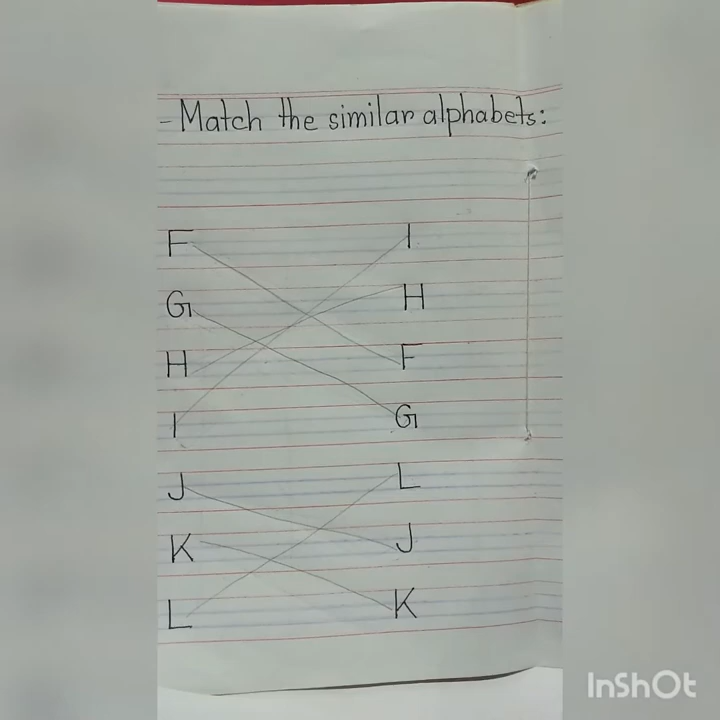 - Match the similar alphabets:
F I
G H
H F
I G
J L
K J
L K
InShOt